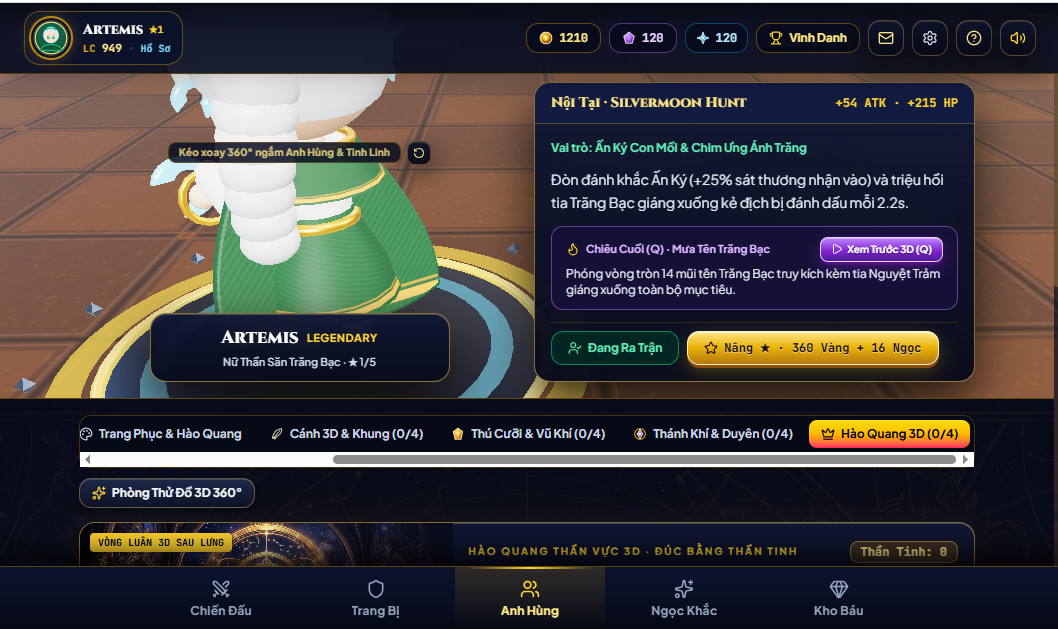 Artemis ★1
LC 949 · Hồ Sơ
1210
120
120
Vinh Danh
Kéo xoay 360° ngắm Anh Hùng & Tinh Linh
Artemis LEGENDARY
Nữ Thần Săn Trăng Bạc · ★1/5
Nội Tại · Silvermoon Hunt
+54 ATK · +215 HP
Vai trò: Ấn Ký Con Mồi & Chim Ưng Ánh Trăng
Đòn đánh khắc Ấn Ký (+25% sát thương nhận vào) và triệu hồi
tia Trăng Bạc giáng xuống kẻ địch bị đánh dấu mỗi 2.2s.
Chiêu Cuối (Q) · Mưa Tên Trăng Bạc
Xem Trước 3D (Q)
Phóng vòng tròn 14 mũi tên Trăng Bạc truy kích kèm tia Nguyệt Trảm
giáng xuống toàn bộ mục tiêu.
Đang Ra Trận
Nâng ★ · 360 Vàng + 16 Ngọc
Trang Phục & Hào Quang
Cánh 3D & Khung (0/4)
Thú Cưỡi & Vũ Khí (0/4)
Thánh Khí & Duyên (0/4)
Hào Quang 3D (0/4)
Phòng Thử Đồ 3D 360°
VÒNG LUÂN 3D SAU LƯNG
HÀO QUANG THẦN VỰC 3D · ĐÚC BẰNG THẦN TINH
Thần Tinh: 0
Chiến Đấu
Trang Bị
Anh Hùng
Ngọc Khắc
Kho Báu